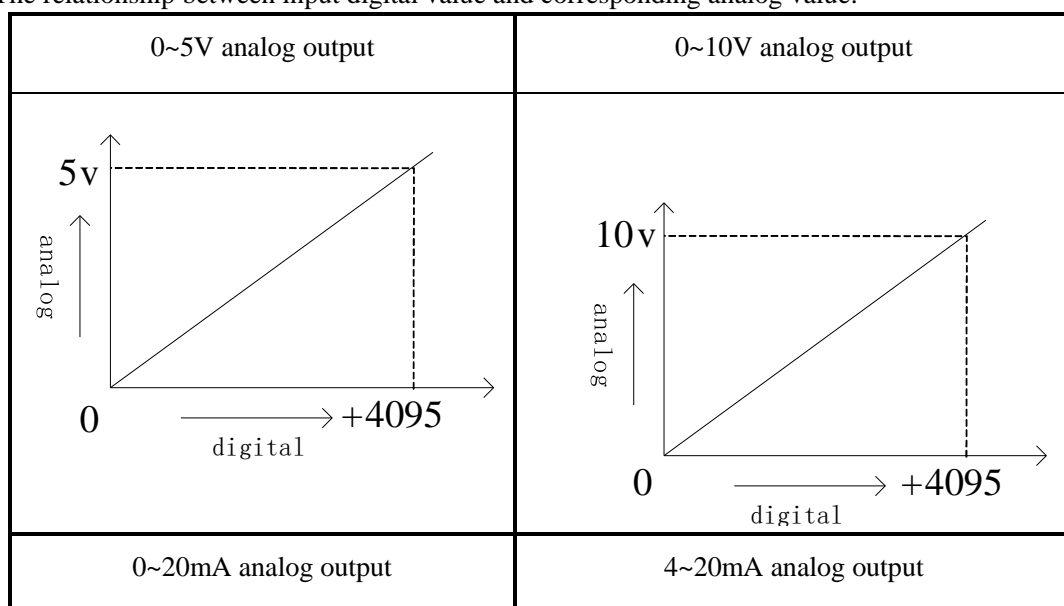 The relationship between input digital value and corresponding analog value:
0~5V analog output
0~10V analog output
5v
analog
0
+4095
digital
10v
analog
0
+4095
digital
0~20mA analog output
4~20mA analog output